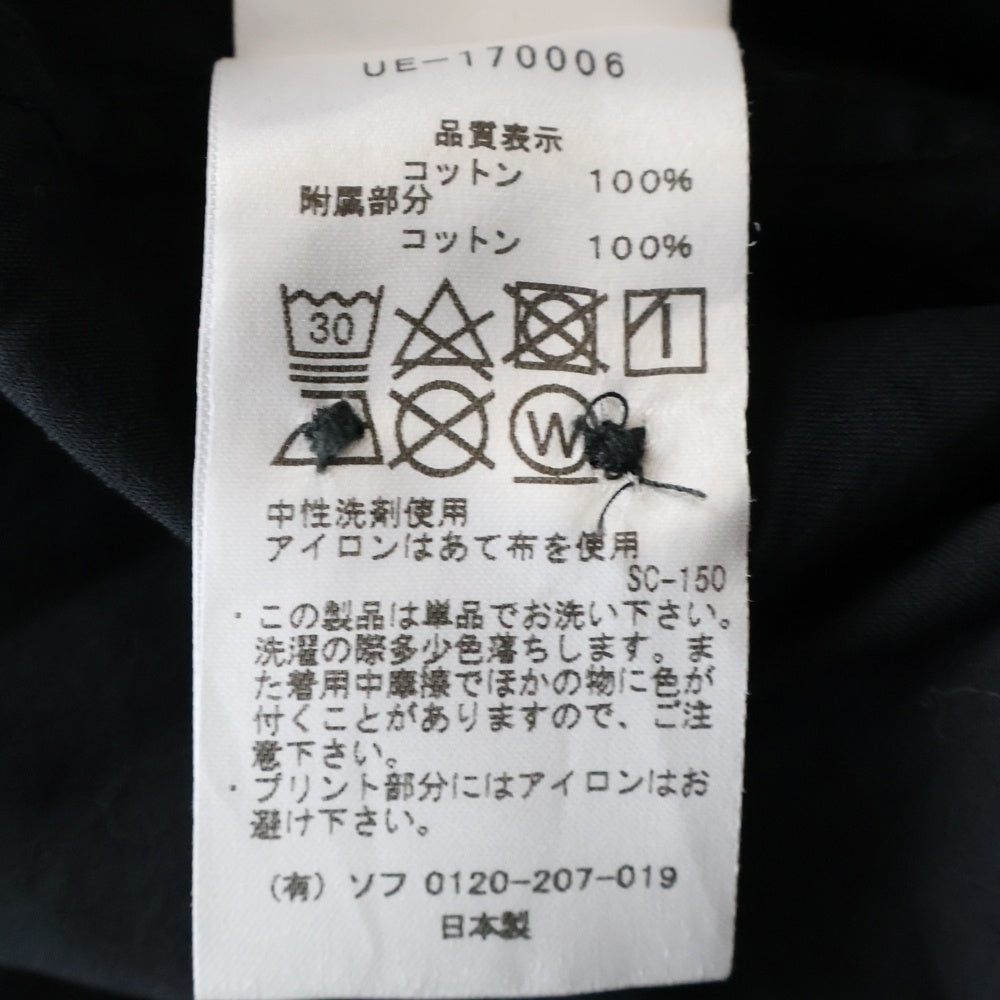 UE-170006
品質表示
コットン 100%
附属部分
コットン 100%
30
W
中性洗剤使用
アイロンはあて布を使用
SC-150
・この製品は単品でお洗い下さい。
洗濯の際多少色落ちします。ま
た着用中摩擦でほかの物に色が
付くことがありますので、ご注
意下さい。
・プリント部分にはアイロンはお
避け下さい。
(有) ソフ 0120-207-019
日本製